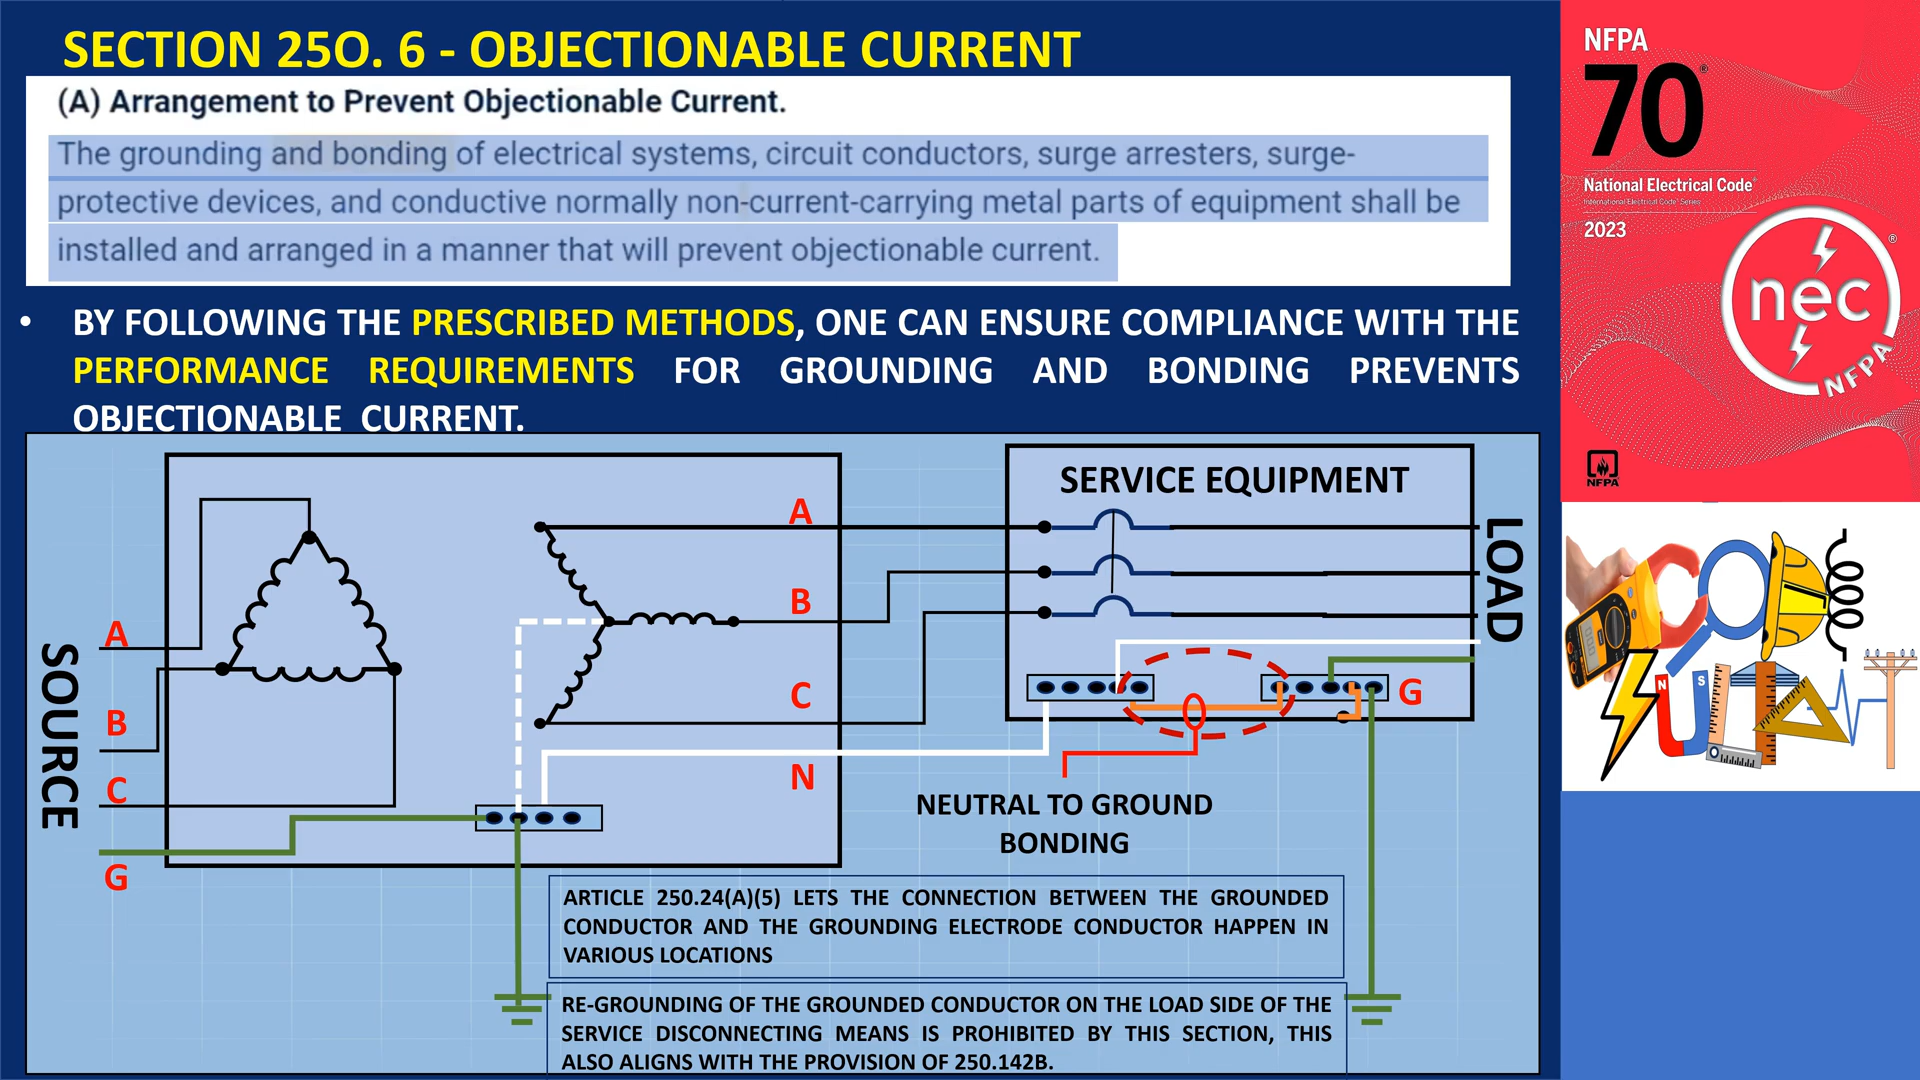 SECTION 25O. 6 - OBJECTIONABLE CURRENT
(A) Arrangement to Prevent Objectionable Current.
The grounding and bonding of electrical systems, circuit conductors, surge arresters, surge-
protective devices, and conductive normally non-current-carrying metal parts of equipment shall be
installed and arranged in a manner that will prevent objectionable current.
• BY FOLLOWING THE PRESCRIBED METHODS, ONE CAN ENSURE COMPLIANCE WITH THE
PERFORMANCE REQUIREMENTS FOR GROUNDING AND BONDING PREVENTS
OBJECTIONABLE CURRENT.
SOURCE
A
B
C
G
A
B
C
N
SERVICE EQUIPMENT
LOAD
G
NEUTRAL TO GROUND
BONDING
ARTICLE 250.24(A)(5) LETS THE CONNECTION BETWEEN THE GROUNDED
CONDUCTOR AND THE GROUNDING ELECTRODE CONDUCTOR HAPPEN IN
VARIOUS LOCATIONS
RE-GROUNDING OF THE GROUNDED CONDUCTOR ON THE LOAD SIDE OF THE
SERVICE DISCONNECTING MEANS IS PROHIBITED BY THIS SECTION, THIS
ALSO ALIGNS WITH THE PROVISION OF 250.142B.
NFPA
70®
National Electrical Code®
International Electrical Code® Series
2023
nec®
NFPA
NFPA
N
S